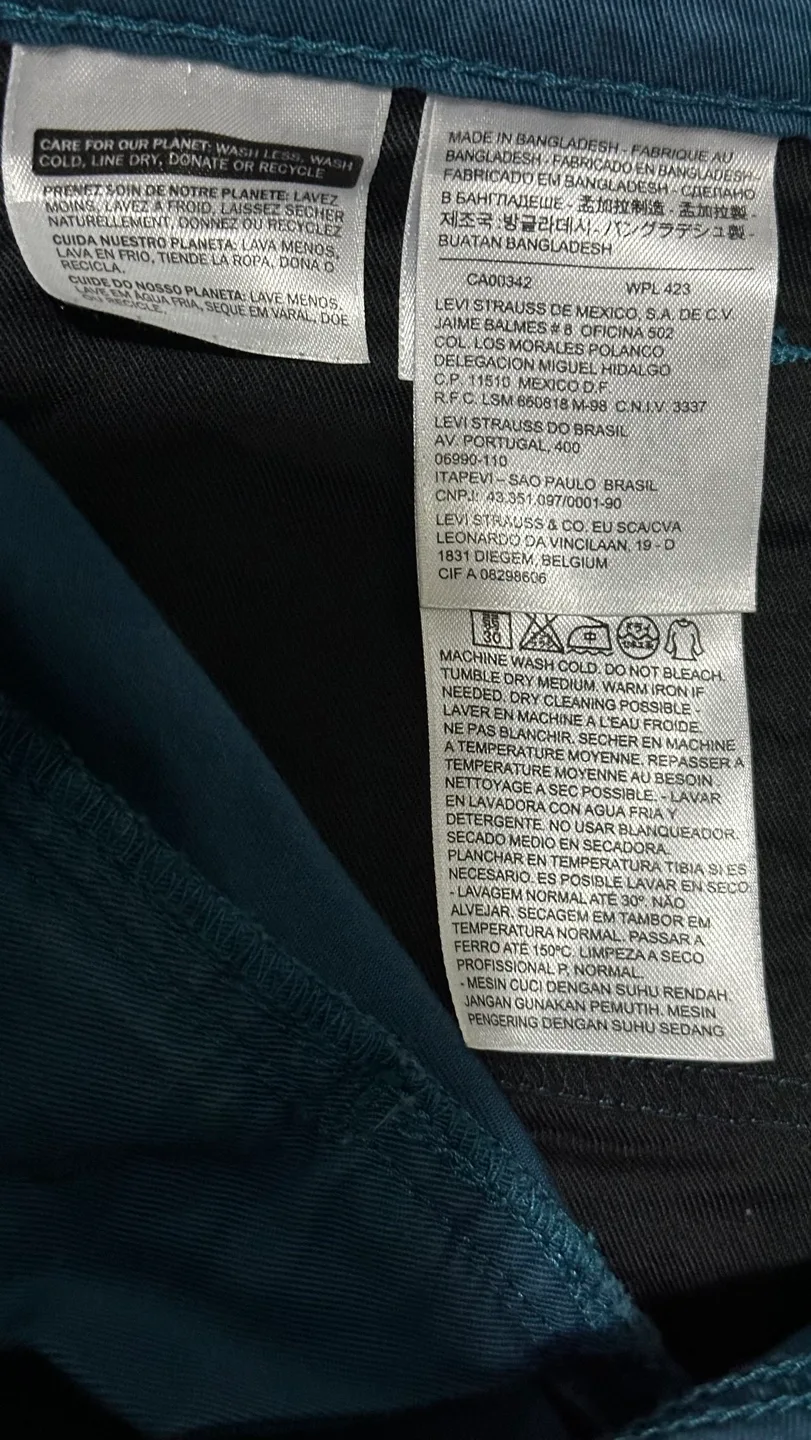 CARE FOR OUR PLANET: WASH LESS, WASH
COLD, LINE DRY, DONATE OR RECYCLE
PRENEZ SOIN DE NOTRE PLANETE: LAVEZ
MOINS, LAVEZ A FROID, LAISSEZ SECHER
NATURELLEMENT, DONNEZ OU RECYCLEZ
CUIDA NUESTRO PLANETA: LAVA MENOS,
LAVA EN FRIO, TIENDE LA ROPA, DONA O
RECICLA.
CUIDE DO NOSSO PLANETA: LAVE MENOS,
LAVE EM AGUA FRIA, SEQUE EM VARAL, DOE
OU RECICLE.
MADE IN BANGLADESH - FABRIQUE AU
BANGLADESH - FABRICADO EN BANGLADESH-
FABRICADO EM BANGLADESH - СДЕЛАНО
В БАНГЛАДЕШЕ - 孟加拉制造 - 孟加拉製 -
제조국 :방글라데시 - バングラデシュ製 -
BUATAN BANGLADESH
CA00342 WPL 423
LEVI STRAUSS DE MEXICO, S.A. DE C.V.
JAIME BALMES # 8 OFICINA 502
COL. LOS MORALES POLANCO
DELEGACION MIGUEL HIDALGO
C.P. 11510 MEXICO D.F.
R.F.C. LSM 660818 M-98 C.N.I.V. 3337
LEVI STRAUSS DO BRASIL
AV. PORTUGAL, 400
06990-110
ITAPEVI – SAO PAULO BRASIL
CNPJ: 43.351.097/0001-90
LEVI STRAUSS & CO. EU SCA/CVA
LEONARDO DA VINCILAAN, 19 - D
1831 DIEGEM, BELGIUM
CIF A 08298606
30 中 ドライ
MACHINE WASH COLD. DO NOT BLEACH.
TUMBLE DRY MEDIUM. WARM IRON IF
NEEDED. DRY CLEANING POSSIBLE -
LAVER EN MACHINE A L'EAU FROIDE.
NE PAS BLANCHIR. SECHER EN MACHINE
A TEMPERATURE MOYENNE. REPASSER A
TEMPERATURE MOYENNE AU BESOIN
NETTOYAGE A SEC POSSIBLE. - LAVAR
EN LAVADORA CON AGUA FRIA Y
DETERGENTE. NO USAR BLANQUEADOR.
SECADO MEDIO EN SECADORA.
PLANCHAR EN TEMPERATURA TIBIA SI ES
NECESARIO. ES POSIBLE LAVAR EN SECO.
- LAVAGEM NORMAL ATÉ 30º. NÃO
ALVEJAR. SECAGEM EM TAMBOR EM
TEMPERATURA NORMAL. PASSAR A
FERRO ATÉ 150ºC. LIMPEZA A SECO
PROFISSIONAL P, NORMAL.
- MESIN CUCI DENGAN SUHU RENDAH.
JANGAN GUNAKAN PEMUTIH. MESIN
PENGERING DENGAN SUHU SEDANG